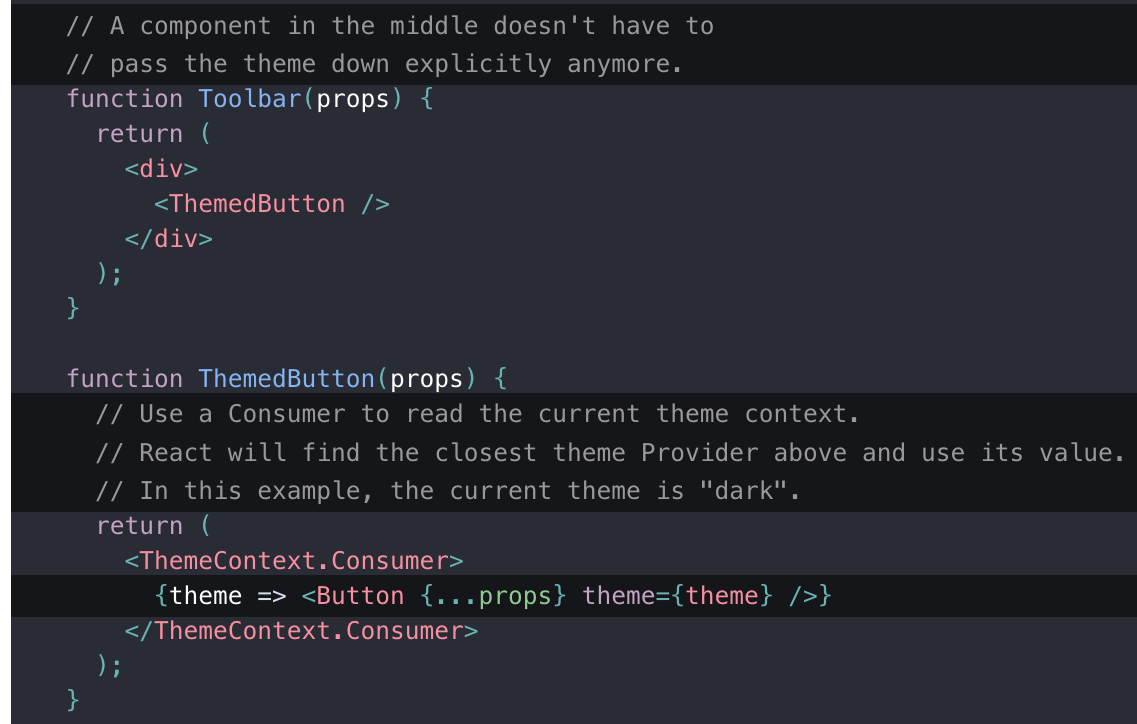 // A component in the middle doesn't have to
// pass the theme down explicitly anymore.
function Toolbar(props) {
  return (
    <div>
      <ThemedButton />
    </div>
  );
}

function ThemedButton(props) {
  // Use a Consumer to read the current theme context.
  // React will find the closest theme Provider above and use its value.
  // In this example, the current theme is "dark".
  return (
    <ThemeContext.Consumer>
      {theme => <Button {...props} theme={theme} />}
    </ThemeContext.Consumer>
  );
}